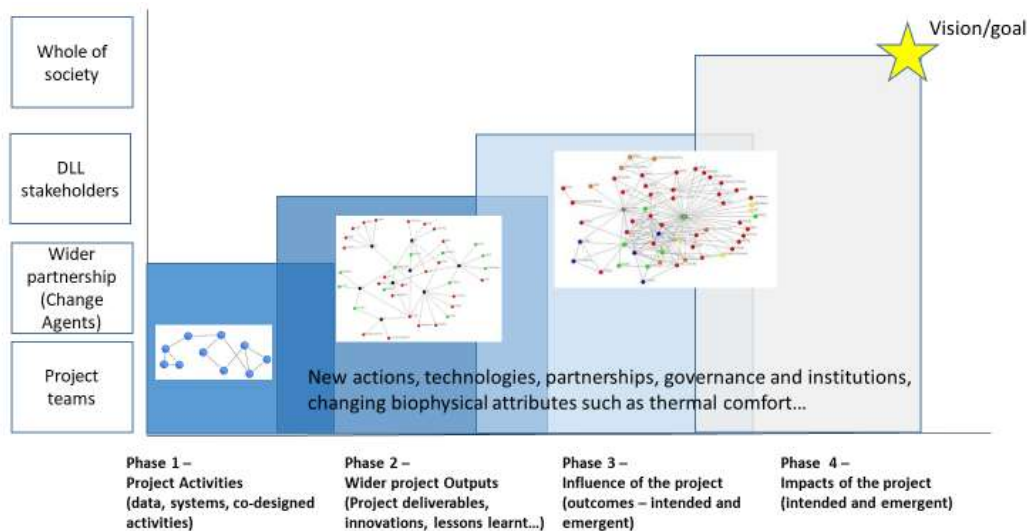 Vision/goal
Whole of
society
DLL
stakeholders
Wider
partnership
(Change
Agents)
Project
teams
New actions, technologies, partnerships, governance and institutions,
changing biophysical attributes such as thermal comfort…
Phase 1 –
Project Activities
(data, systems, co-designed
activities)
Phase 2 –
Wider project Outputs
(Project deliverables,
innovations, lessons learnt…)
Phase 3 –
Influence of the project
(outcomes – intended and
emergent)
Phase 4 –
Impacts of the project
(intended and emergent)